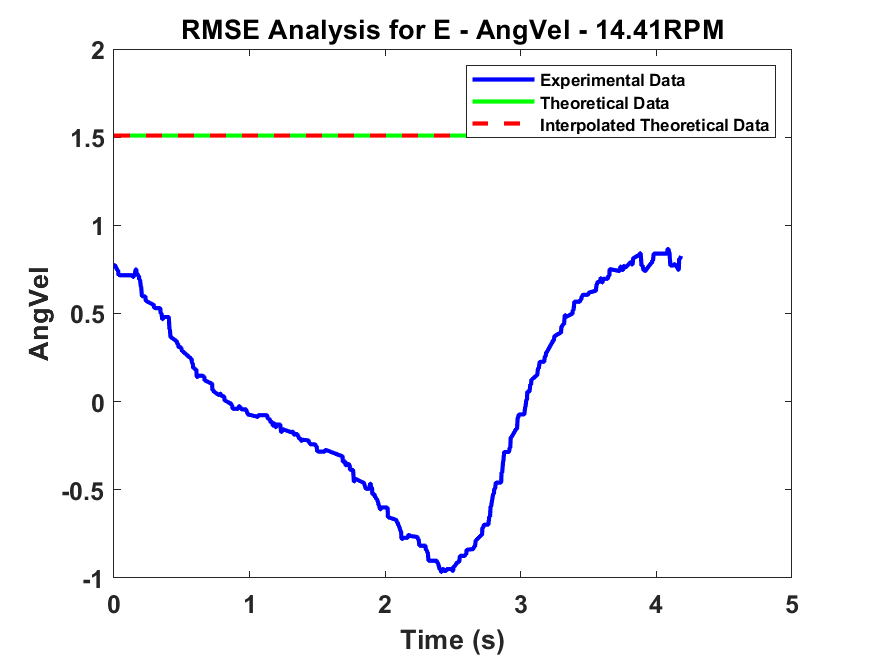 RMSE Analysis for E - AngVel - 14.41RPM
2
1.5
1
0.5
0
-0.5
-1
AngVel
Experimental Data
Theoretical Data
Interpolated Theoretical Data
0 1 2 3 4 5
Time (s)